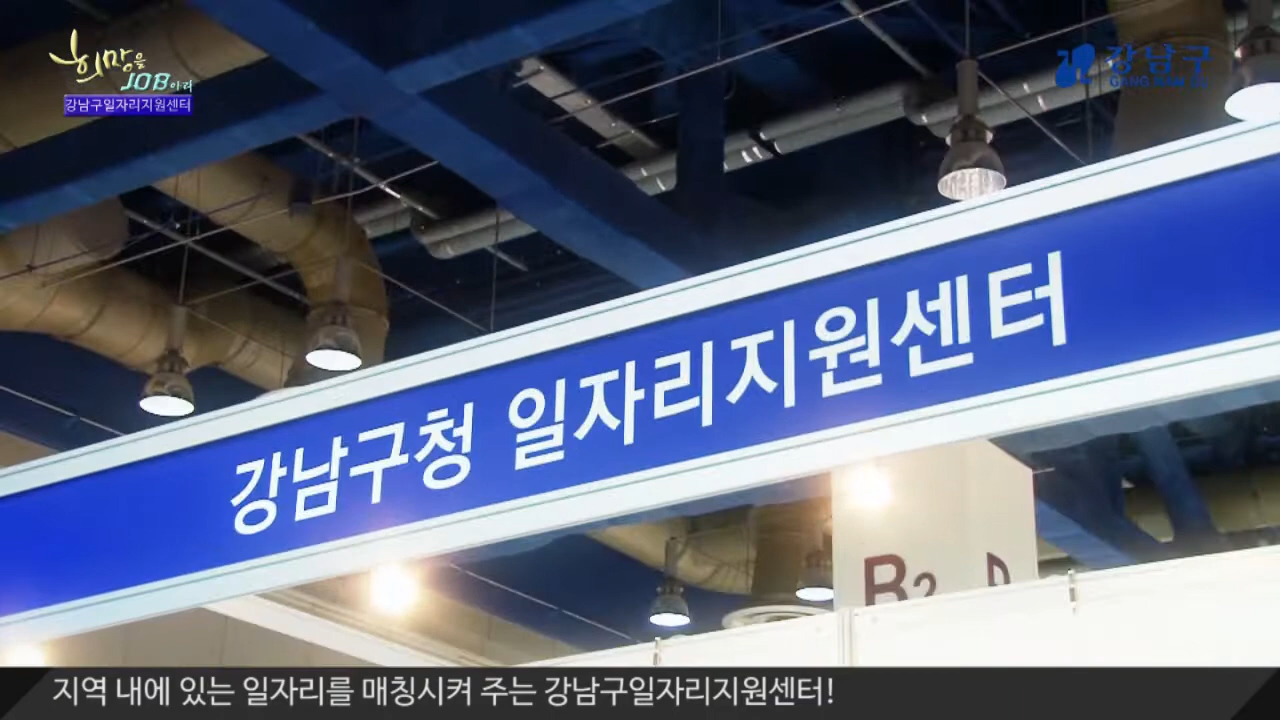 희망을
JOB아라
강남구일자리지원센터
강남구
GANG NAM GU
강남구청 일자리지원센터
B2
지역 내에 있는 일자리를 매칭시켜 주는 강남구일자리지원센터!